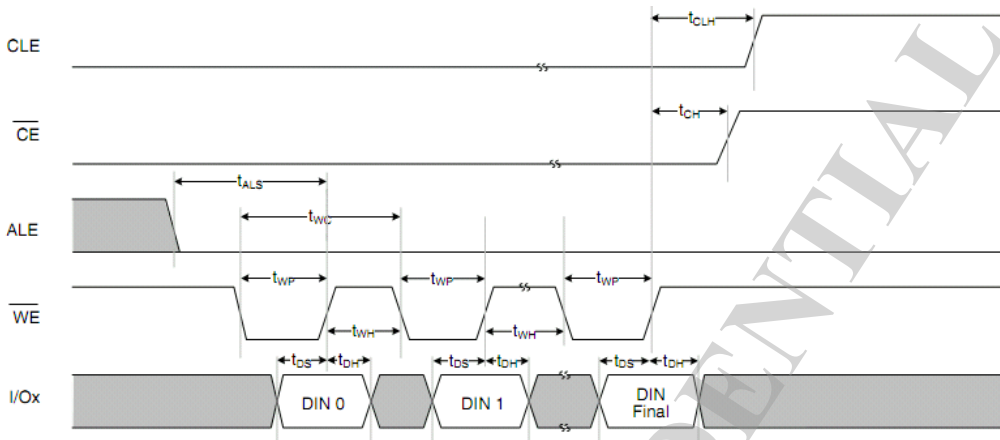 CLE
tCLH
CE
tCH
tALS
ALE
tWC
WE
tWP tWP tWP
tWH tWH
tDS tDH tDS tDH tDS tDH
I/Ox
DIN 0
DIN 1
DIN
Final
DENTIAL